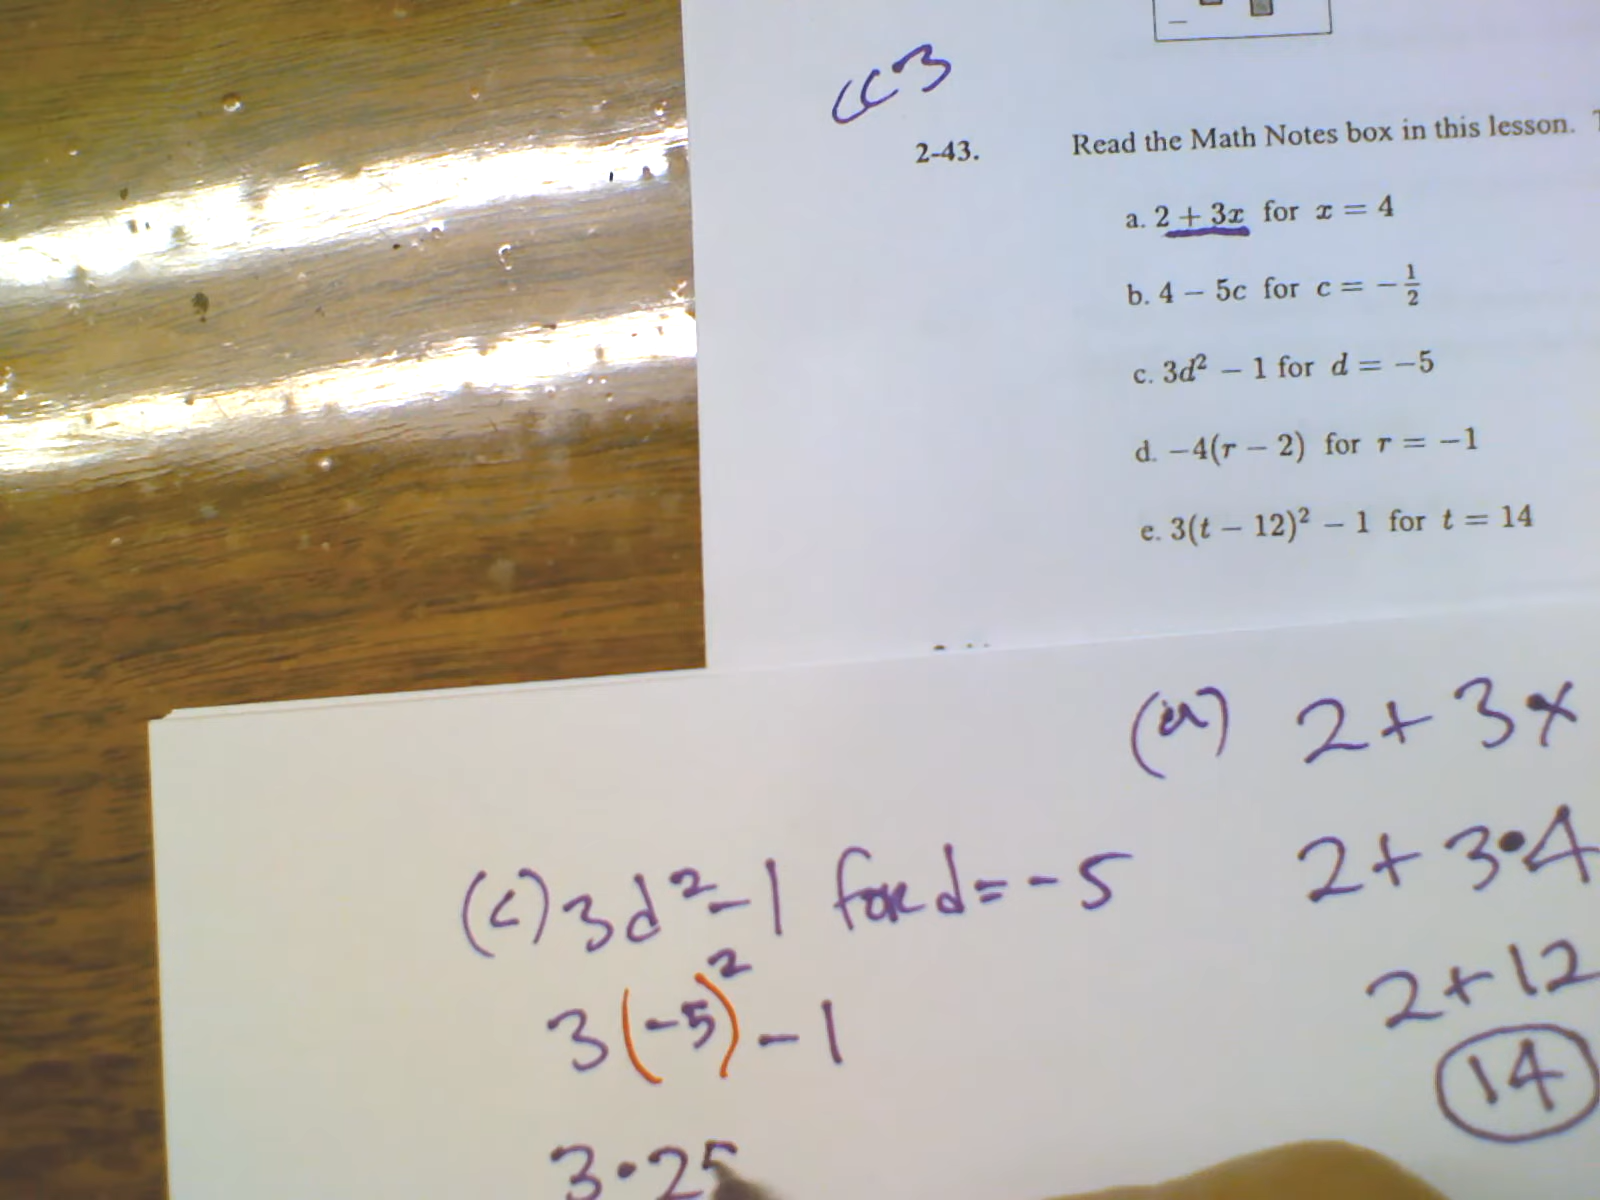 CC3
2-43. Read the Math Notes box in this lesson.
a. 2 + 3x for x = 4
b. 4 − 5c for c = −1/2
c. 3d² − 1 for d = −5
d. −4(r − 2) for r = −1
e. 3(t − 12)² − 1 for t = 14
(a) 2 + 3x
2 + 3•4
2 + 12
14
(c) 3d² − 1 for d = −5
3(−5)² − 1
3•25